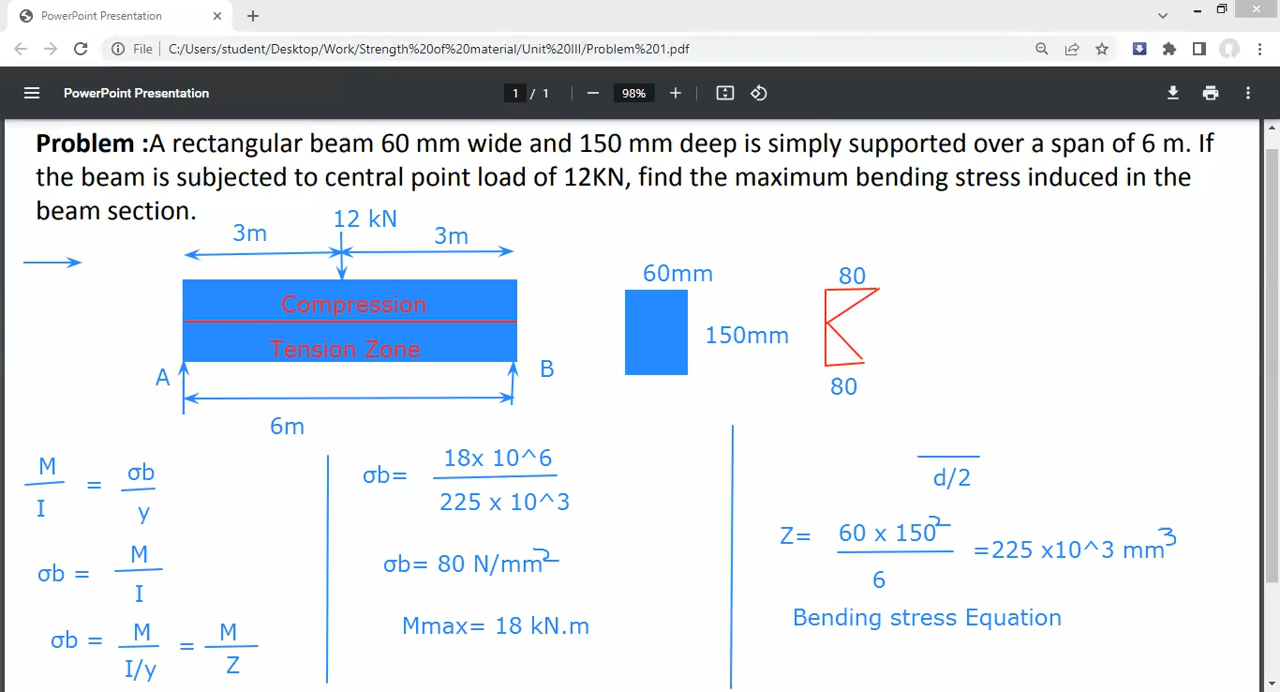 PowerPoint Presentation
File
C:/Users/student/Desktop/Work/Strength%20of%20material/Unit%20III/Problem%201.pdf
PowerPoint Presentation
1 / 1
98%
Problem :A rectangular beam 60 mm wide and 150 mm deep is simply supported over a span of 6 m. If
the beam is subjected to central point load of 12KN, find the maximum bending stress induced in the
beam section.
12 kN
3m
3m
Compression
Tension Zone
A
B
6m
60mm
150mm
80
80
M
I
=
σb
y
σb =
M
I
σb =
M
I/y
=
M
Z
σb=
18x 10^6
225 x 10^3
σb= 80 N/mm2
Mmax= 18 kN.m
d/2
Z=
60 x 1502
6
=225 x10^3 mm3
Bending stress Equation